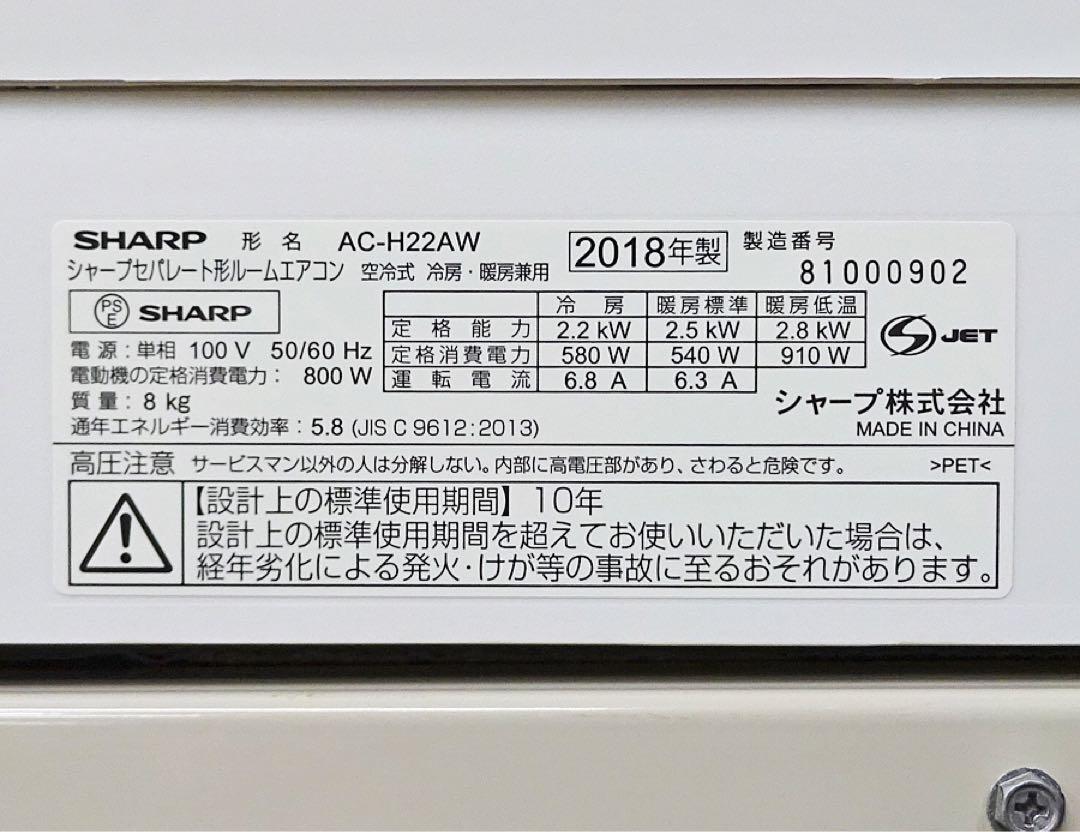 SHARP 形名 AC-H22AW 2018年製 製造番号
シャープセパレート形ルームエアコン 空冷式 冷房・暖房兼用 81000902
PS E SHARP
冷房 暖房標準 暖房低温
定格能力 2.2 kW 2.5 kW 2.8 kW
定格消費電力 580 W 540 W 910 W
運転電流 6.8 A 6.3 A
JET
電源:単相 100 V 50/60 Hz
電動機の定格消費電力: 800 W
質量: 8 kg
通年エネルギー消費効率: 5.8 (JIS C 9612:2013)
シャープ株式会社
MADE IN CHINA
高圧注意 サービスマン以外の人は分解しない。内部に高電圧部があり、さわると危険です。 >PET<
【設計上の標準使用期間】 10年
設計上の標準使用期間を超えてお使いいただいた場合は、
経年劣化による発火・けが等の事故に至るおそれがあります。